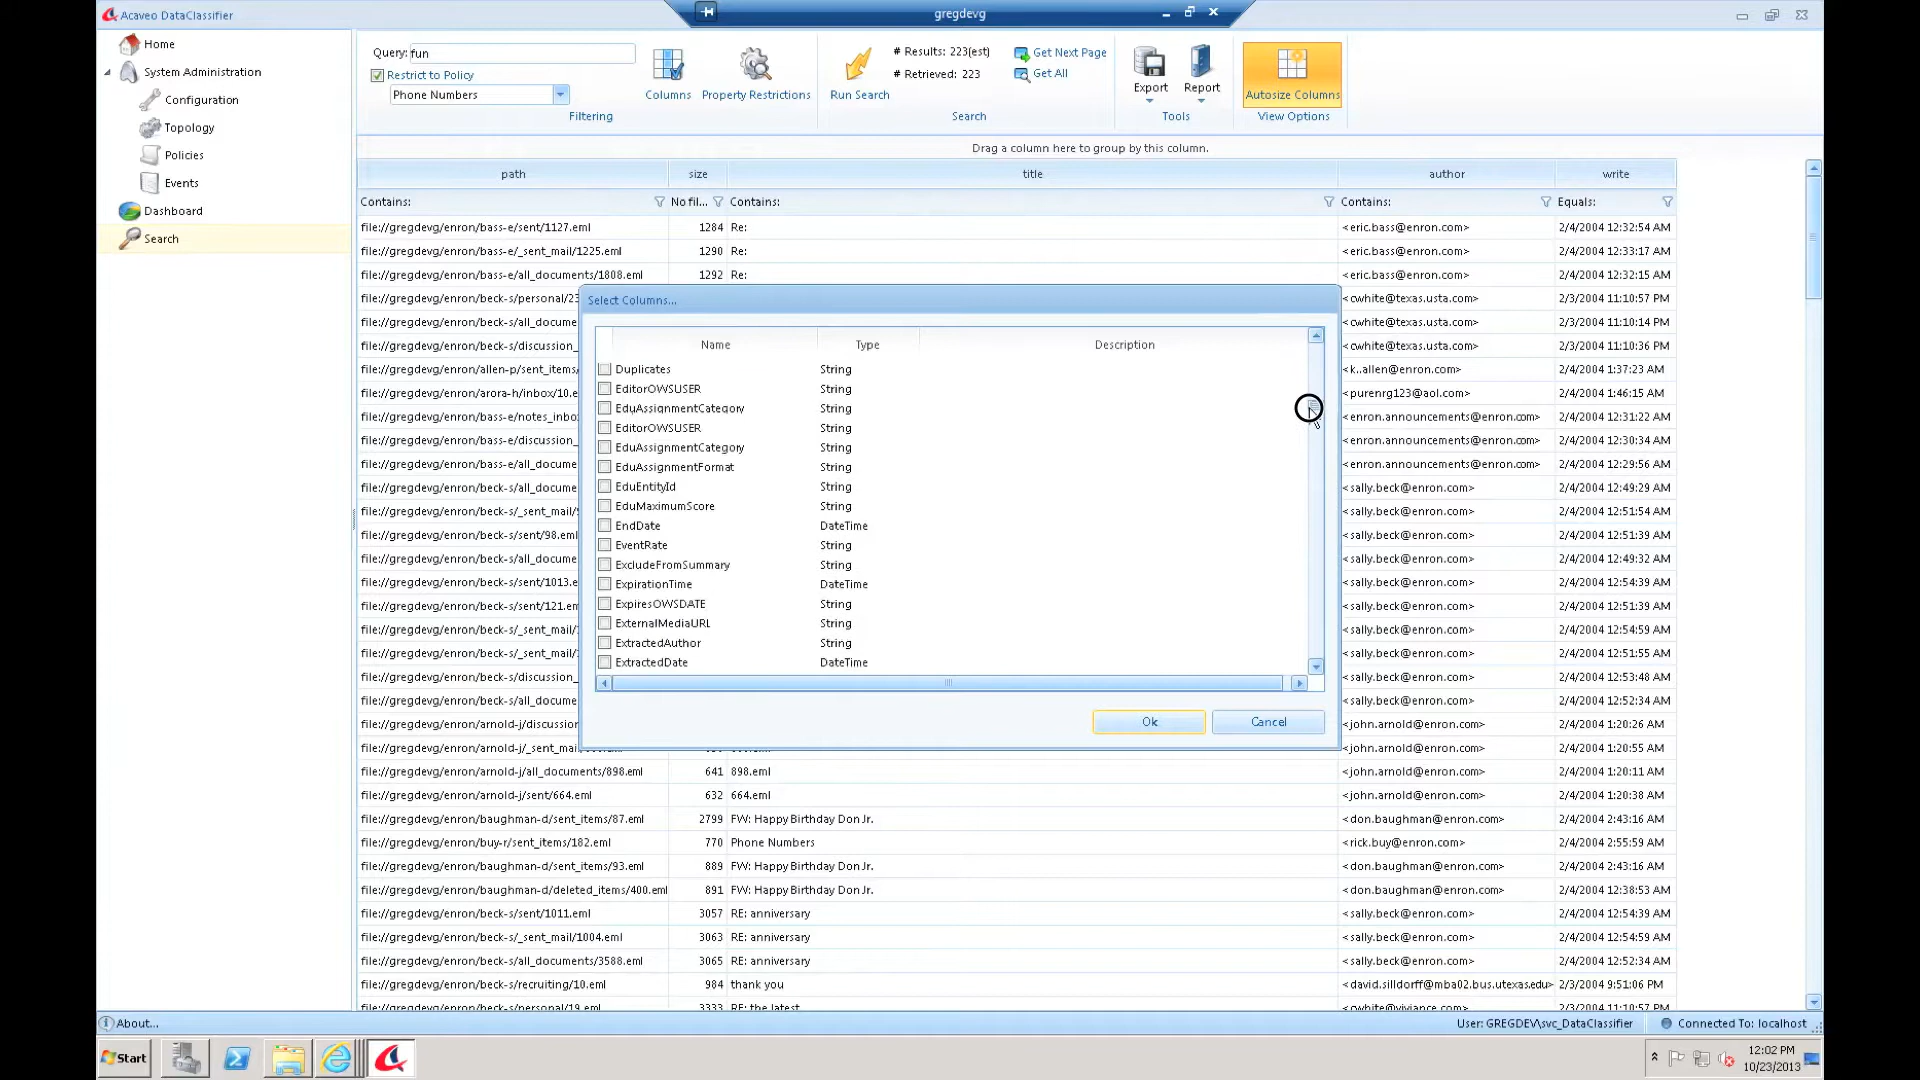 Acaveo DataClassifier
gregdevg
Home
System Administration
Configuration
Topology
Policies
Events
Dashboard
Search
Query: fun
Restrict to Policy
Phone Numbers
Filtering
Columns
Property Restrictions
Run Search
# Results: 223(est)
# Retrieved: 223
Get Next Page
Get All
Search
Export
Report
Tools
Autosize Columns
View Options
Drag a column here to group by this column.
path size title author write
Contains: No fil... Contains: Contains: Equals:
file://gregdevg/enron/bass-e/sent/1127.eml 1284 Re: <eric.bass@enron.com> 2/4/2004 12:32:54 AM
file://gregdevg/enron/bass-e/_sent_mail/1225.eml 1290 Re: <eric.bass@enron.com> 2/4/2004 12:33:17 AM
file://gregdevg/enron/bass-e/all_documents/1808.eml 1292 Re: <eric.bass@enron.com> 2/4/2004 12:32:15 AM
file://gregdevg/enron/beck-s/personal/23 <cwhite@texas.usta.com> 2/3/2004 11:10:57 PM
file://gregdevg/enron/beck-s/all_docume <cwhite@texas.usta.com> 2/3/2004 11:10:14 PM
file://gregdevg/enron/beck-s/discussion_ <cwhite@texas.usta.com> 2/3/2004 11:10:36 PM
file://gregdevg/enron/allen-p/sent_items/ <k..allen@enron.com> 2/4/2004 1:37:23 AM
file://gregdevg/enron/arora-h/inbox/10.e <purenrg123@aol.com> 2/4/2004 1:46:15 AM
file://gregdevg/enron/bass-e/notes_inbo <enron.announcements@enron.com> 2/4/2004 12:31:22 AM
file://gregdevg/enron/bass-e/discussion_ <enron.announcements@enron.com> 2/4/2004 12:30:34 AM
file://gregdevg/enron/bass-e/all_docume <enron.announcements@enron.com> 2/4/2004 12:29:56 AM
file://gregdevg/enron/beck-s/all_docume <sally.beck@enron.com> 2/4/2004 12:49:29 AM
file://gregdevg/enron/beck-s/_sent_mail/ <sally.beck@enron.com> 2/4/2004 12:51:54 AM
file://gregdevg/enron/beck-s/sent/98.eml <sally.beck@enron.com> 2/4/2004 12:51:39 AM
file://gregdevg/enron/beck-s/all_docume <sally.beck@enron.com> 2/4/2004 12:49:32 AM
file://gregdevg/enron/beck-s/sent/1013.e <sally.beck@enron.com> 2/4/2004 12:54:39 AM
file://gregdevg/enron/beck-s/sent/121.em <sally.beck@enron.com> 2/4/2004 12:51:39 AM
file://gregdevg/enron/beck-s/_sent_mail/ <sally.beck@enron.com> 2/4/2004 12:54:59 AM
file://gregdevg/enron/beck-s/_sent_mail/ <sally.beck@enron.com> 2/4/2004 12:51:55 AM
file://gregdevg/enron/beck-s/discussion_ <sally.beck@enron.com> 2/4/2004 12:53:48 AM
file://gregdevg/enron/beck-s/all_docume <sally.beck@enron.com> 2/4/2004 12:52:34 AM
file://gregdevg/enron/arnold-j/discussion <john.arnold@enron.com> 2/4/2004 1:20:26 AM
file://gregdevg/enron/arnold-j/_sent_mail <john.arnold@enron.com> 2/4/2004 1:20:55 AM
file://gregdevg/enron/arnold-j/all_documents/898.eml 641 898.eml <john.arnold@enron.com> 2/4/2004 1:20:11 AM
file://gregdevg/enron/arnold-j/sent/664.eml 632 664.eml <john.arnold@enron.com> 2/4/2004 1:20:38 AM
file://gregdevg/enron/baughman-d/sent_items/87.eml 2799 FW: Happy Birthday Don Jr. <don.baughman@enron.com> 2/4/2004 2:43:16 AM
file://gregdevg/enron/buy-r/sent_items/182.eml 770 Phone Numbers <rick.buy@enron.com> 2/4/2004 2:55:59 AM
file://gregdevg/enron/baughman-d/sent_items/93.eml 889 FW: Happy Birthday Don Jr. <don.baughman@enron.com> 2/4/2004 2:43:16 AM
file://gregdevg/enron/baughman-d/deleted_items/400.eml 891 FW: Happy Birthday Don Jr. <don.baughman@enron.com> 2/4/2004 12:38:53 AM
file://gregdevg/enron/beck-s/sent/1011.eml 3057 RE: anniversary <sally.beck@enron.com> 2/4/2004 12:54:39 AM
file://gregdevg/enron/beck-s/_sent_mail/1004.eml 3063 RE: anniversary <sally.beck@enron.com> 2/4/2004 12:54:59 AM
file://gregdevg/enron/beck-s/all_documents/3588.eml 3065 RE: anniversary <sally.beck@enron.com> 2/4/2004 12:52:34 AM
file://gregdevg/enron/beck-s/recruiting/10.eml 984 thank you <david.silldorff@mba02.bus.utexas.edu> 2/3/2004 9:51:06 PM
file://gregdevg/enron/beck-s/personal/19.eml 3333 RE: the latest <cwhite@viviance.com> 2/3/2004 11:10:57 PM
Select Columns...
Name Type Description
Duplicates String
EditorOWSUSER String
EduAssignmentCategory String
EditorOWSUSER String
EduAssignmentCategory String
EduAssignmentFormat String
EduEntityId String
EduMaximumScore String
EndDate DateTime
EventRate String
ExcludeFromSummary String
ExpirationTime DateTime
ExpiresOWSDATE String
ExternalMediaURL String
ExtractedAuthor String
ExtractedDate DateTime
Ok Cancel
About...
User: GREGDEV\svc_DataClassifier Connected To: localhost
Start
12:02 PM
10/23/2013